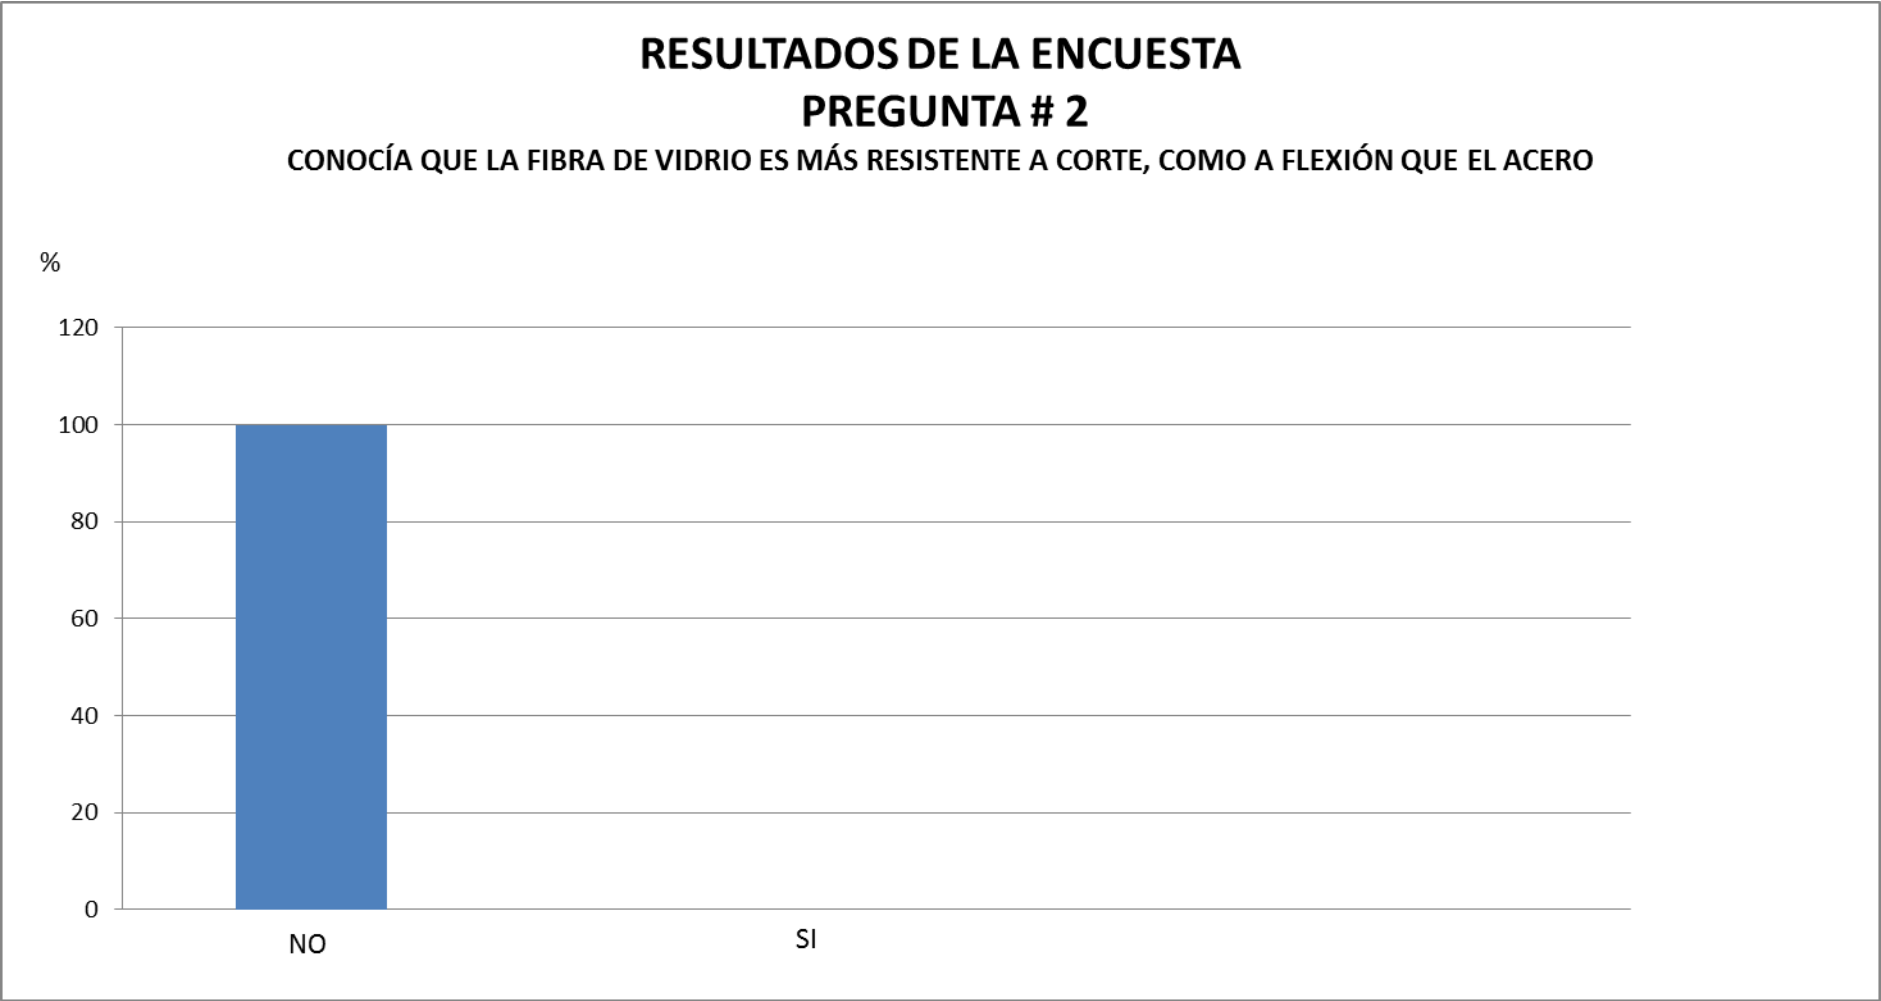 RESULTADOS DE LA ENCUESTA
PREGUNTA # 2
CONOCÍA QUE LA FIBRA DE VIDRIO ES MÁS RESISTENTE A CORTE, COMO A FLEXIÓN QUE EL ACERO
%
120
100
80
60
40
20
0
NO
SI